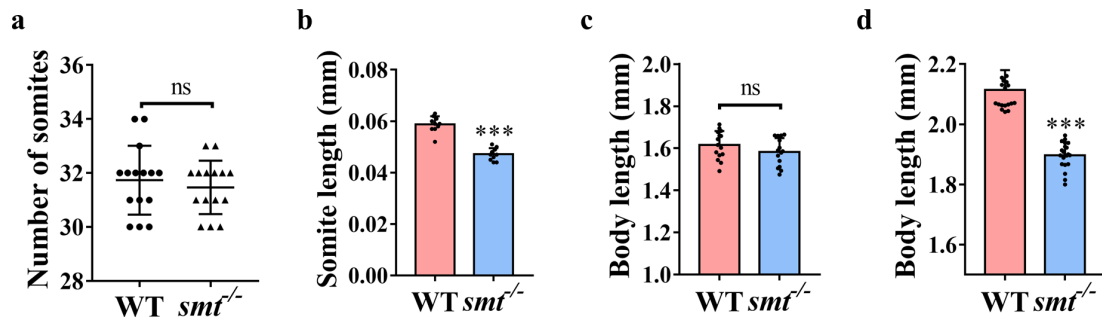 a
Number of somites
36
34
32
30
28
ns
WT smt-/-
b
Somite length (mm)
0.08
0.06
0.04
0.02
0.00
***
WT smt-/-
c
Body length (mm)
2.0
1.8
1.6
1.4
1.2
1.0
ns
WT smt-/-
d
Body length (mm)
2.2
2.0
1.8
1.6
***
WT smt-/-